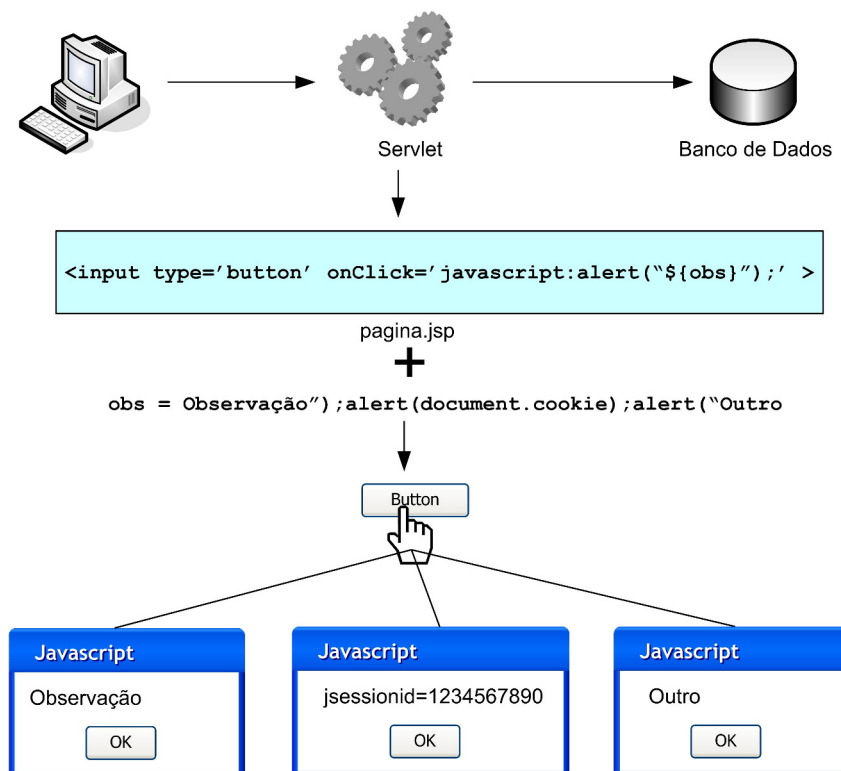 Servlet
Banco de Dados
<input type=’button’ onClick=’javascript:alert(“${obs}”);’ >
pagina.jsp
+
obs = Observação”);alert(document.cookie);alert(“Outro
Button
Javascript
Javascript
Javascript
Observação
jsessionid=1234567890
Outro
OK
OK
OK